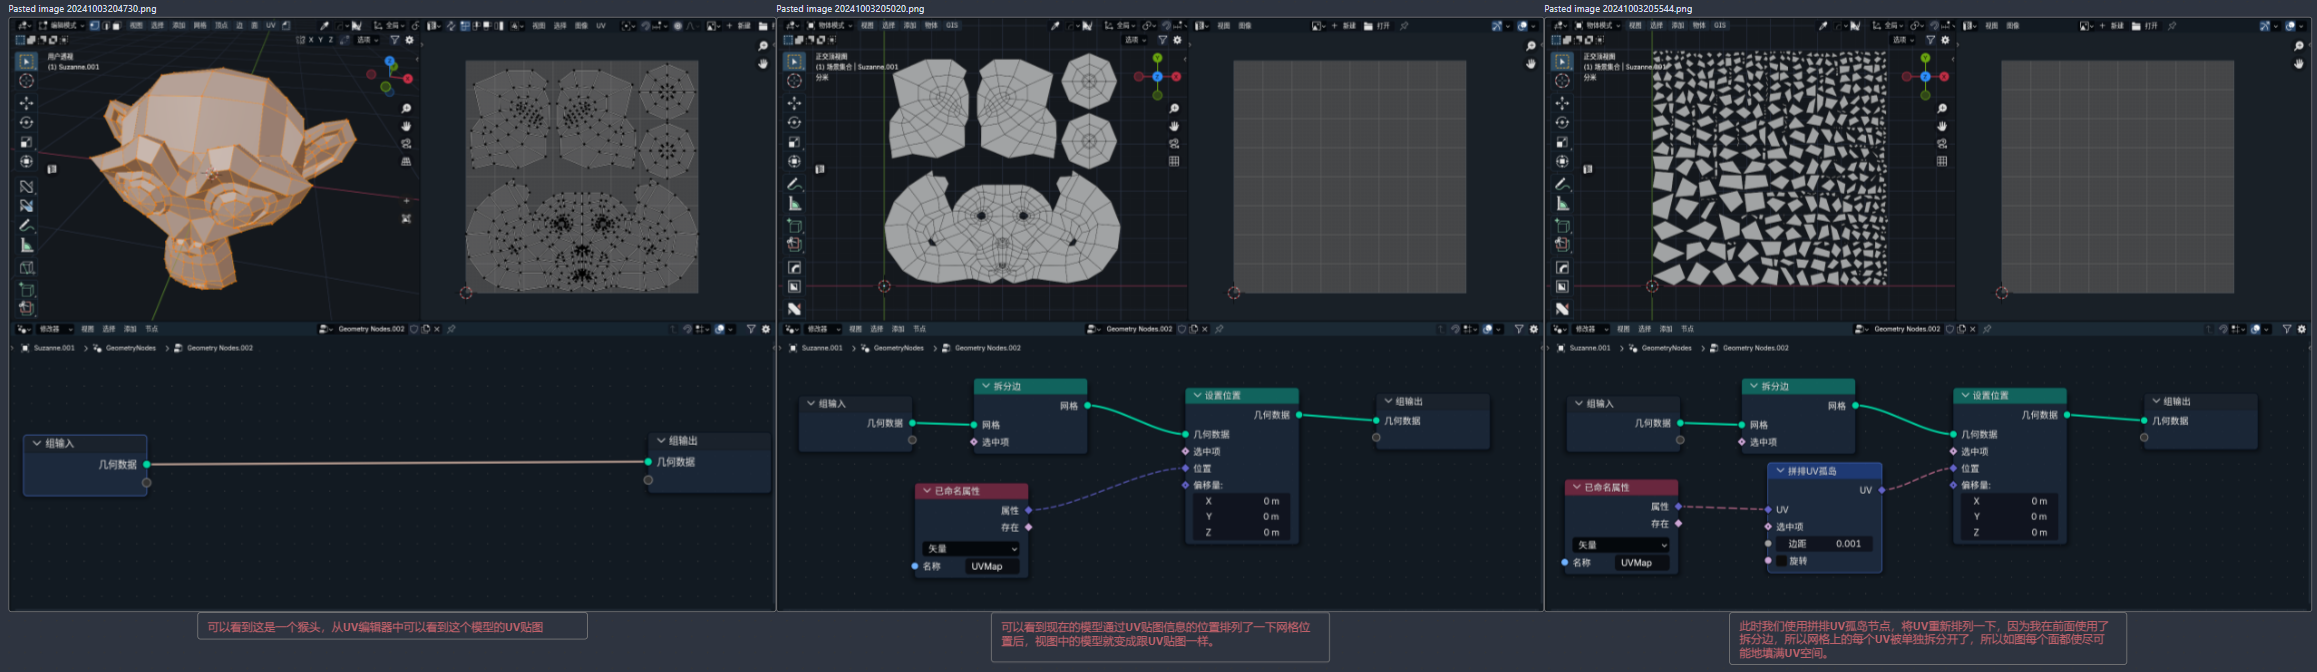 Pasted image 20241003204730.png
编辑模式 视图 选择 添加 网格 顶点 边 面 UV
全局
视图 选择 图像 UV
X Y Z
选项
用户透视
(1) Suzanne.001
修改器 视图 选择 添加 节点
Geometry Nodes.002
Suzanne.001 > GeometryNodes > Geometry Nodes.002
组输入
几何数据
组输出
几何数据
可以看到这是一个猴头，从UV编辑器中可以看到这个模型的UV贴图
Pasted image 20241003205020.png
物体模式 视图 选择 添加 物体 GIS
全局
视图 图像
新建 打开
选项
正交顶视图
(1) 场景集合 | Suzanne.001
分米
修改器 视图 选择 添加 节点
Geometry Nodes.002
Suzanne.001 > GeometryNodes > Geometry Nodes.002
组输入
几何数据
拆分边
网格
网格
选中项
已命名属性
属性
存在
矢量
名称 UVMap
设置位置
几何数据
几何数据
选中项
位置
偏移量:
X 0 m
Y 0 m
Z 0 m
组输出
几何数据
可以看到现在的模型通过UV贴图信息的位置排列了一下网格位
置后，视图中的模型就变成跟UV贴图一样。
Pasted image 20241003205544.png
物体模式 视图 选择 添加 物体 GIS
全局
视图 图像
新建 打开
选项
正交顶视图
(1) 场景集合 | Suzanne.001
分米
修改器 视图 选择 添加 节点
Geometry Nodes.002
Suzanne.001 > GeometryNodes > Geometry Nodes.002
组输入
几何数据
拆分边
网格
网格
选中项
已命名属性
属性
存在
矢量
名称 UVMap
拼排UV孤岛
UV
UV
选中项
边距 0.001
旋转
设置位置
几何数据
几何数据
选中项
位置
偏移量:
X 0 m
Y 0 m
Z 0 m
组输出
几何数据
此时我们使用拼排UV孤岛节点，将UV重新排列一下，因为我在前面使用了
拆分边，所以网格上的每个UV被单独拆分开了，所以如图每个面都使尽可
能地填满UV空间。